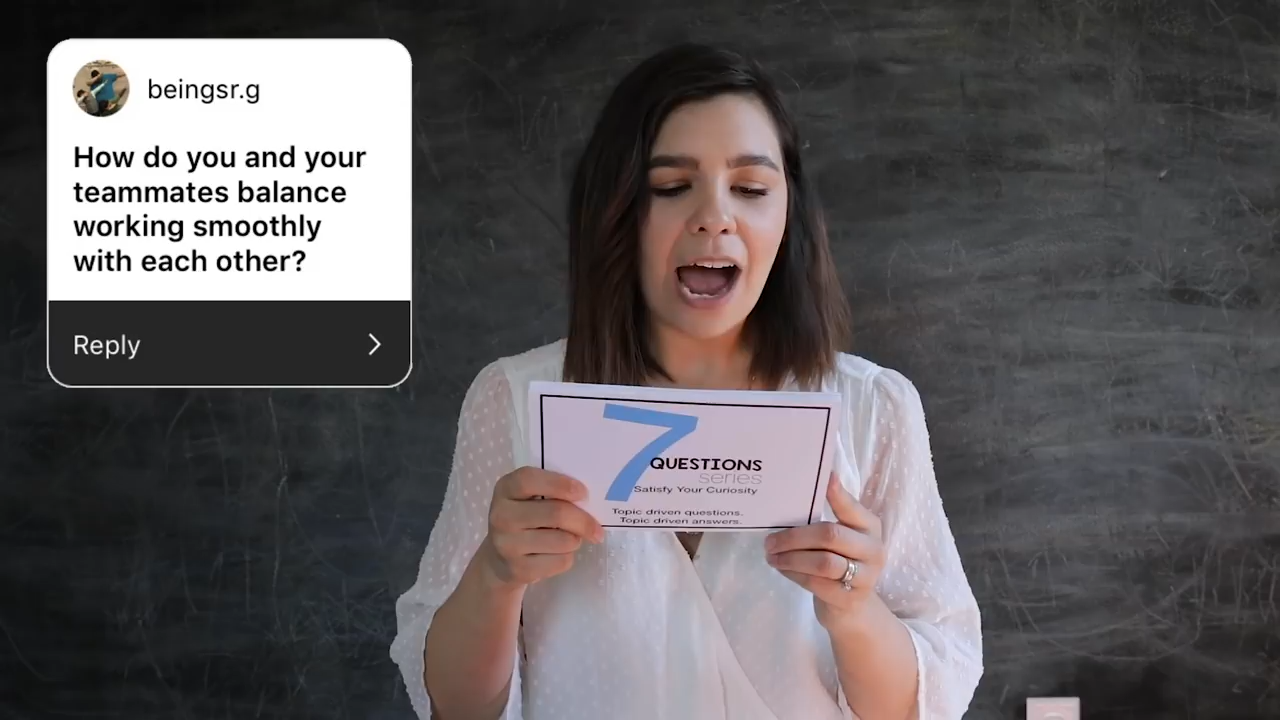 beingsr.g
How do you and your
teammates balance
working smoothly
with each other?
Reply
7
QUESTIONS
series
Satisfy Your Curiosity
Topic driven questions.
Topic driven answers.